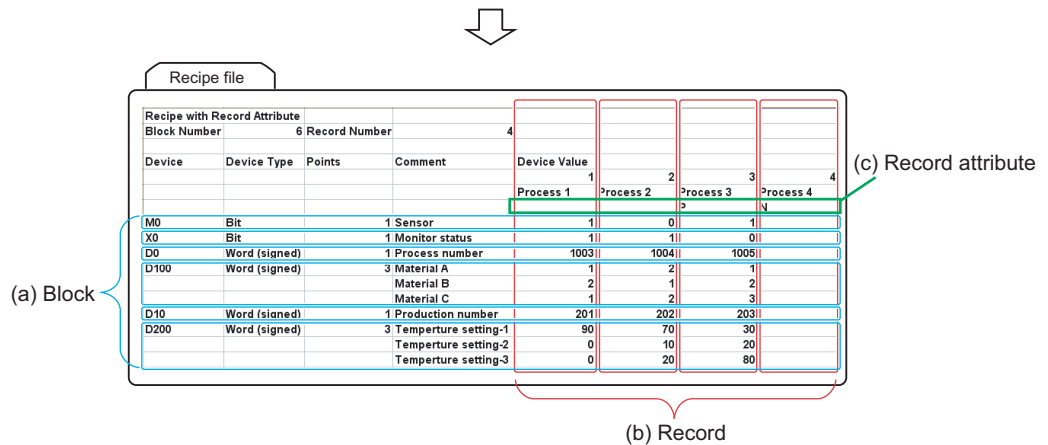 Recipe file
Recipe with Record Attribute
Block Number 6 Record Number 4
Device Device Type Points Comment Device Value
1 2 3 4
Process 1 Process 2 Process 3 Process 4
P N
(c) Record attribute
M0 Bit 1 Sensor 1 0 1
X0 Bit 1 Monitor status 1 1 0
D0 Word (signed) 1 Process number 1003 1004 1005
D100 Word (signed) 3 Material A 1 2 1
Material B 2 1 2
(a) Block
Material C 1 2 3
D10 Word (signed) 1 Production number 201 202 203
D200 Word (signed) 3 Temperture setting-1 90 70 30
Temperture setting-2 0 10 20
Temperture setting-3 0 20 80
(b) Record